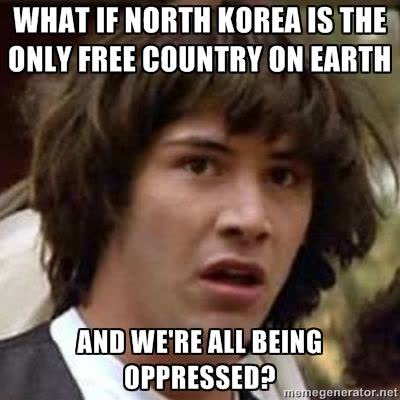 WHAT IF NORTH KOREA IS THE
ONLY FREE COUNTRY ON EARTH
AND WE'RE ALL BEING
OPPRESSED?
memegenerator.net